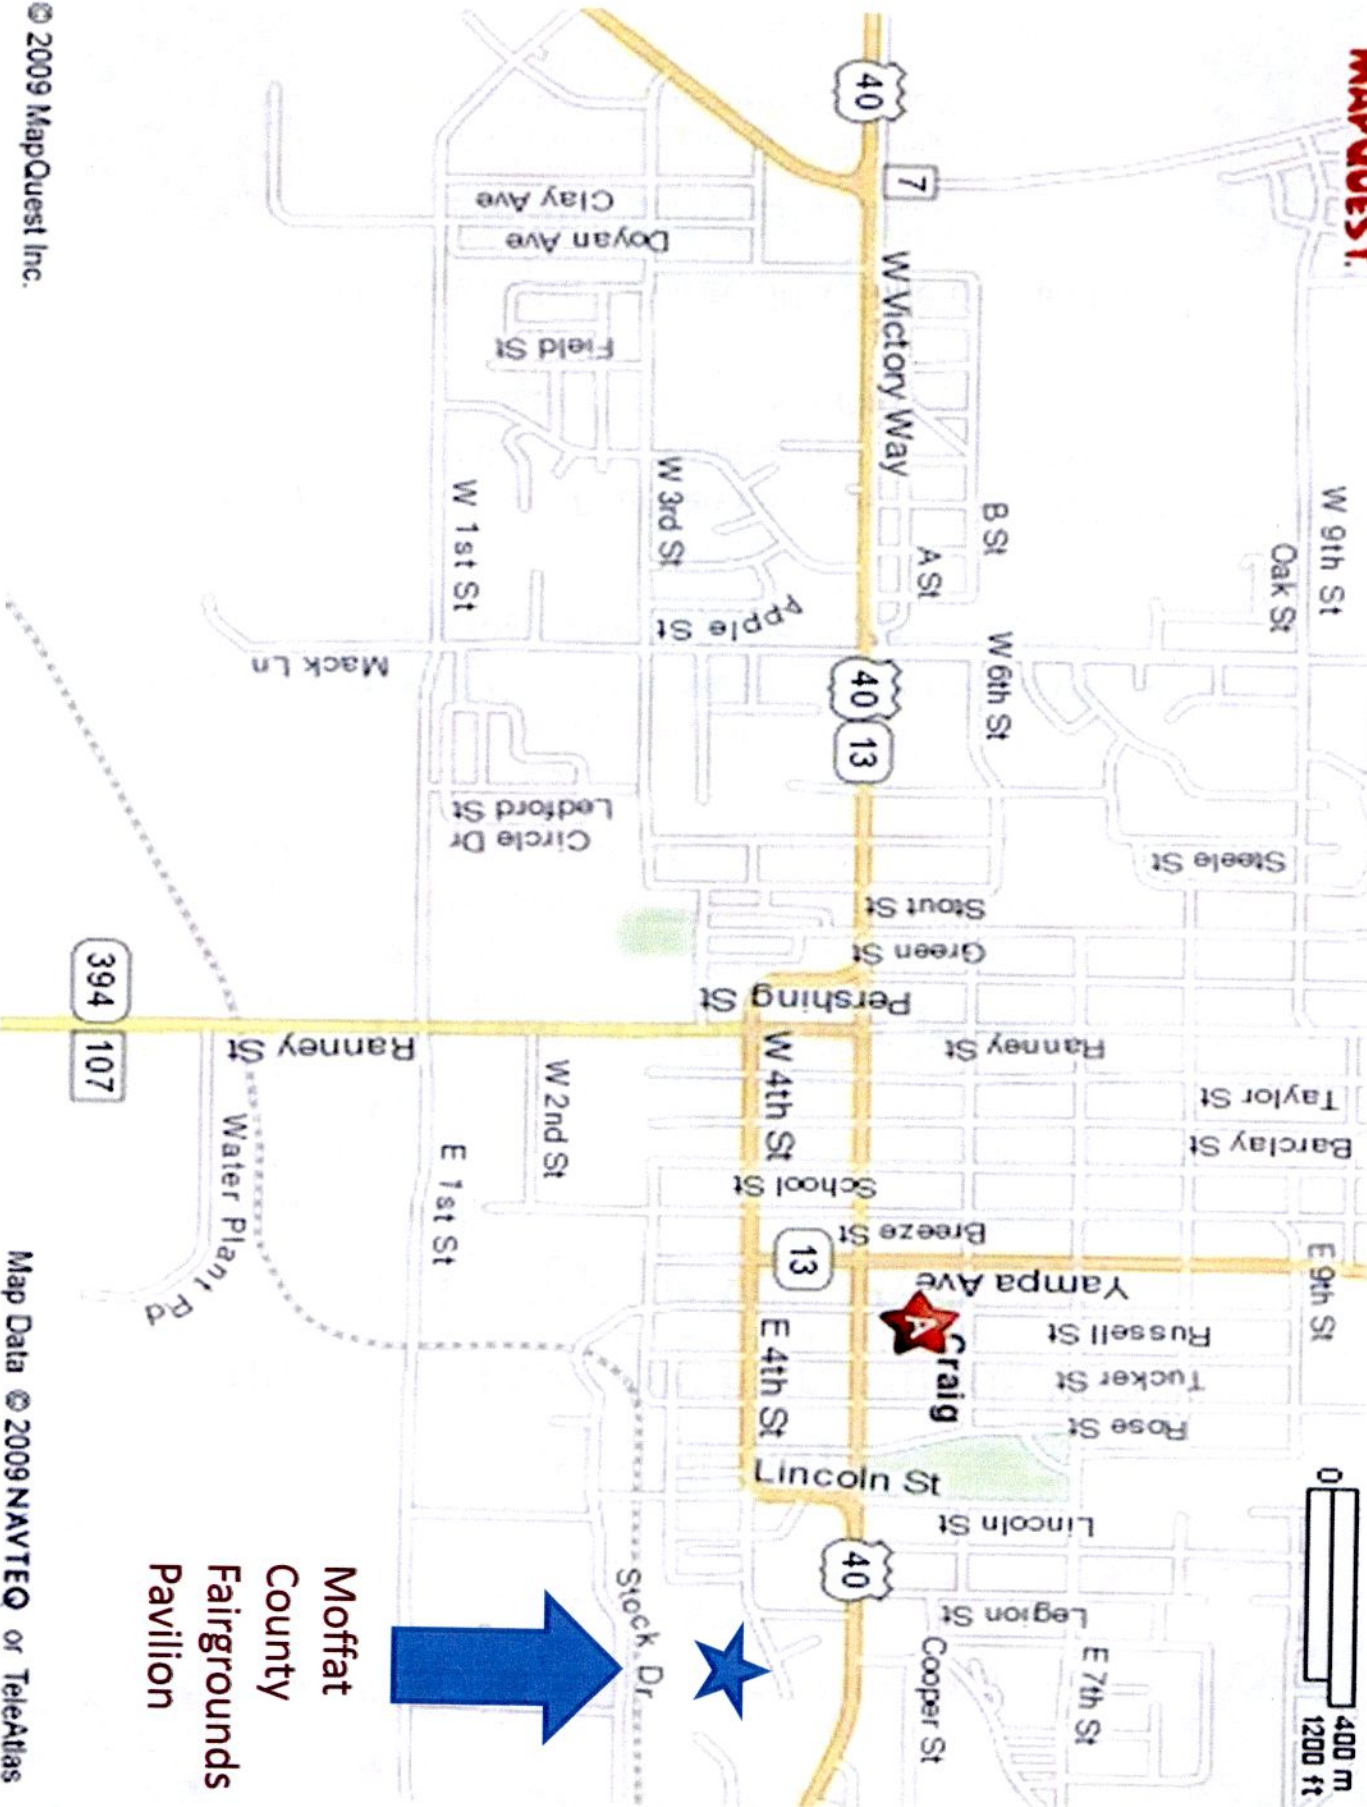 MAPQUEST.
400 m
0
1200 ft
W 9th St
E 9th St
Oak St
Steele St
Taylor St
Barclay St
Ranney St
Yampa Ave
Russell St
Tucker St
Rose St
Lincoln St
Legion St
E 7th St
B St
W 6th St
Stout St
Green St
Pershing St
Breeze St
School St
Craig
A
Lincoln St
Cooper St
A St
7
W Victory Way
40
40
13
13
40
Apple St
W 4th St
E 4th St
W 3rd St
Clay Ave
Doyan Ave
Field St
Stock Dr
Ledford St
Circle Dr
W 2nd St
W 1st St
E 1st St
Mack Ln
Ranney St
Water Plant Rd
Moffat
County
Fairgrounds
Pavilion
394
107
© 2009 MapQuest Inc.
Map Data © 2009 NAVTEQ or TeleAtlas